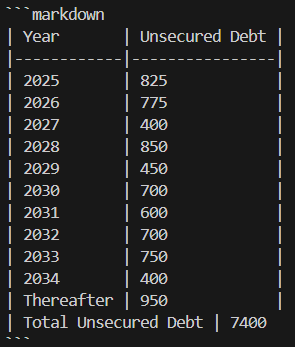 ```markdown
| Year       | Unsecured Debt |
|------------|----------------|
| 2025       | 825            |
| 2026       | 775            |
| 2027       | 400            |
| 2028       | 850            |
| 2029       | 450            |
| 2030       | 700            |
| 2031       | 600            |
| 2032       | 700            |
| 2033       | 750            |
| 2034       | 400            |
| Thereafter | 950            |
| Total Unsecured Debt | 7400
```